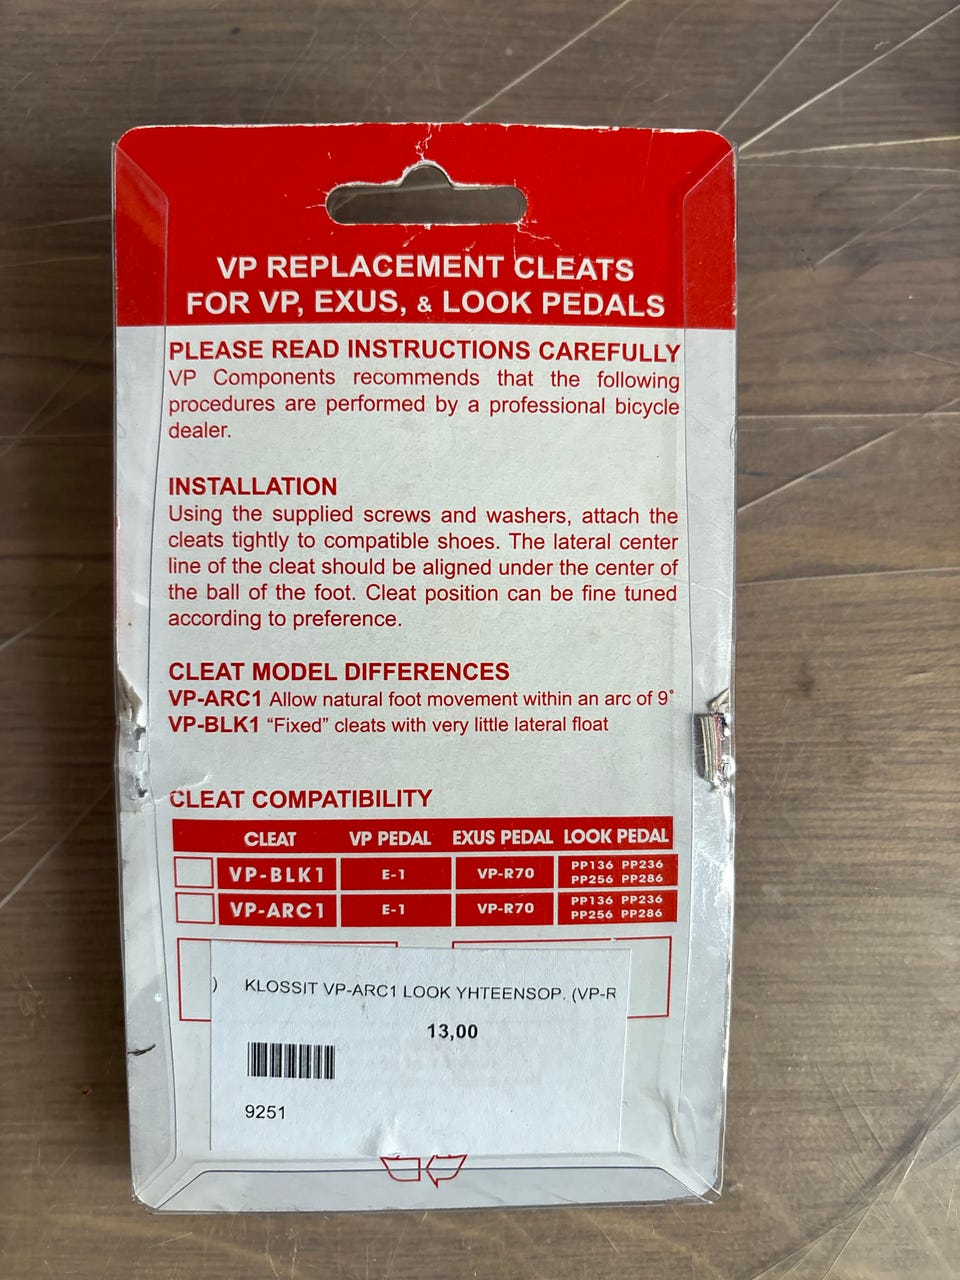 VP REPLACEMENT CLEATS
FOR VP, EXUS, & LOOK PEDALS
PLEASE READ INSTRUCTIONS CAREFULLY
VP Components recommends that the following
procedures are performed by a professional bicycle
dealer.
INSTALLATION
Using the supplied screws and washers, attach the
cleats tightly to compatible shoes. The lateral center
line of the cleat should be aligned under the center of
the ball of the foot. Cleat position can be fine tuned
according to preference.
CLEAT MODEL DIFFERENCES
VP-ARC1 Allow natural foot movement within an arc of 9°
VP-BLK1 “Fixed” cleats with very little lateral float
CLEAT COMPATIBILITY
CLEAT VP PEDAL EXUS PEDAL LOOK PEDAL
VP-BLK1 E-1 VP-R70 PP136 PP236
PP256 PP286
VP-ARC1 E-1 VP-R70 PP136 PP236
PP256 PP286
) KLOSSIT VP-ARC1 LOOK YHTEENSOP. (VP-R
13,00
9251